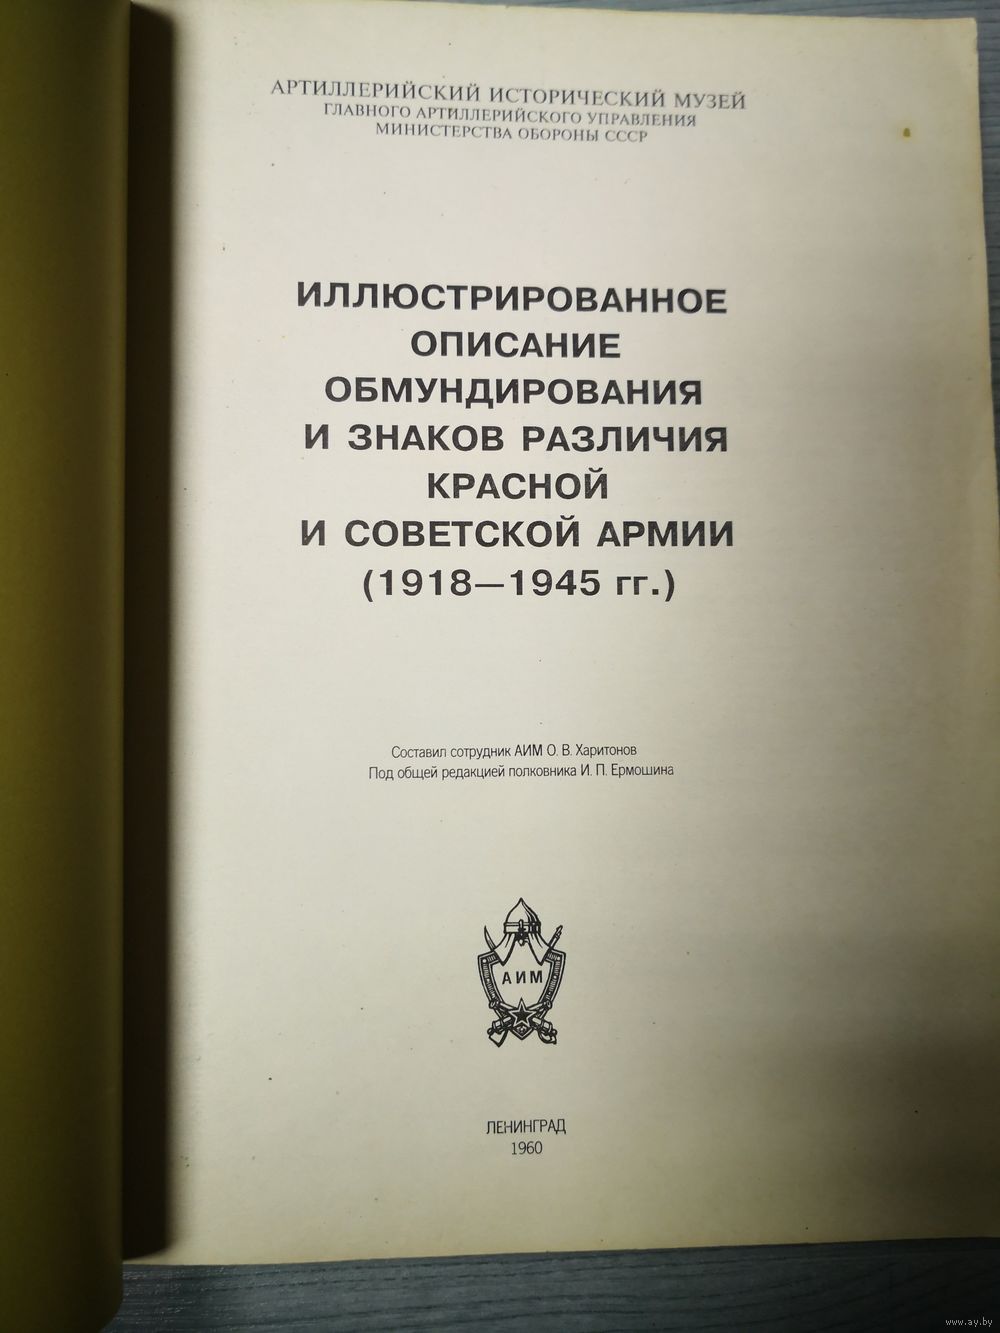 АРТИЛЛЕРИЙСКИЙ ИСТОРИЧЕСКИЙ МУЗЕЙ
ГЛАВНОГО АРТИЛЛЕРИЙСКОГО УПРАВЛЕНИЯ
МИНИСТЕРСТВА ОБОРОНЫ СССР
ИЛЛЮСТРИРОВАННОЕ
ОПИСАНИЕ
ОБМУНДИРОВАНИЯ
И ЗНАКОВ РАЗЛИЧИЯ
КРАСНОЙ
И СОВЕТСКОЙ АРМИИ
(1918—1945 гг.)
Составил сотрудник АИМ О. В. Харитонов
Под общей редакцией полковника И. П. Ермошина
АИМ
ЛЕНИНГРАД
1960
www.ay.by